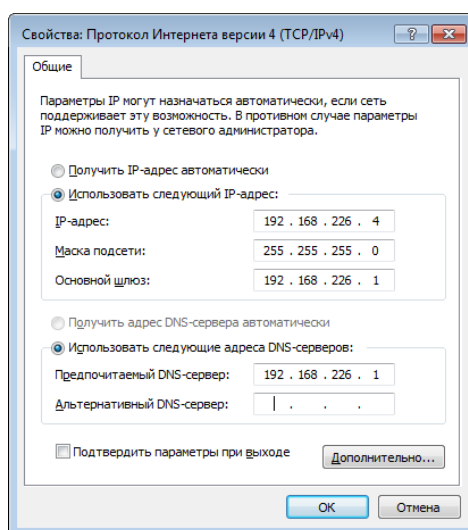 Свойства: Протокол Интернета версии 4 (TCP/IPv4)
Общие
Параметры IP могут назначаться автоматически, если сеть
поддерживает эту возможность. В противном случае параметры
IP можно получить у сетевого администратора.
Получить IP-адрес автоматически
Использовать следующий IP-адрес:
IP-адрес: 192 . 168 . 226 . 4
Маска подсети: 255 . 255 . 255 . 0
Основной шлюз: 192 . 168 . 226 . 1
Получить адрес DNS-сервера автоматически
Использовать следующие адреса DNS-серверов:
Предпочитаемый DNS-сервер: 192 . 168 . 226 . 1
Альтернативный DNS-сервер: . . .
Подтвердить параметры при выходе
Дополнительно...
OK Отмена